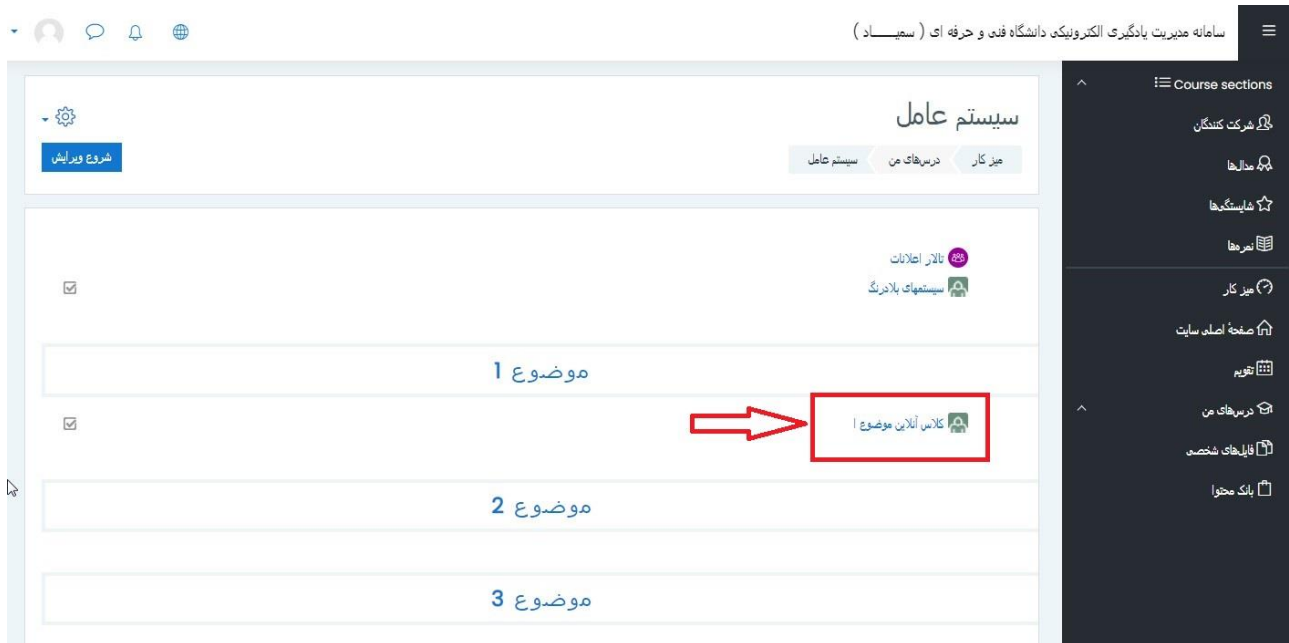 سامانه مدیریت یادگیری الکترونیکی دانشگاه فنی و حرفه ای ( سمیــــاد )
Course sections
شرکت کنندگان
مدال‌ها
شایستگی‌ها
نمره‌ها
میز کار
صفحهٔ اصلی سایت
تقویم
درس‌های من
فایل‌های شخصی
بانک محتوا
سیستم عامل
میز کار درس‌های من سیستم عامل
شروع ویرایش
تالار اعلانات
سیستمهای بلادرنگ
موضوع 1
کلاس آنلاین موضوع ا
موضوع 2
موضوع 3